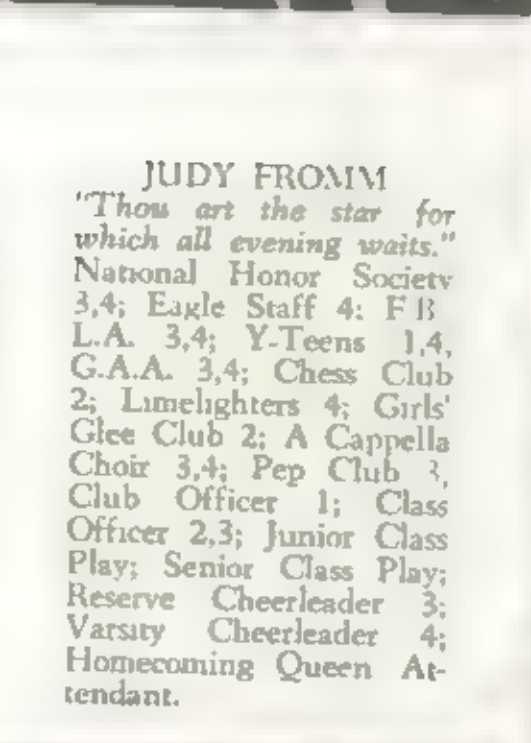 JUDY FROMM
"Thou art the star for
which all evening waits."
National Honor Society
3,4; Eagle Staff 4; F B
L.A. 3,4; Y-Teens 1,4,
G.A.A. 3,4; Chess Club
2; Limelighters 4; Girls'
Glee Club 2; A Cappella
Choir 3,4; Pep Club 3,
Club Officer 1; Class
Officer 2,3; Junior Class
Play; Senior Class Play;
Reserve Cheerleader 3;
Varsity Cheerleader 4;
Homecoming Queen At-
tendant.